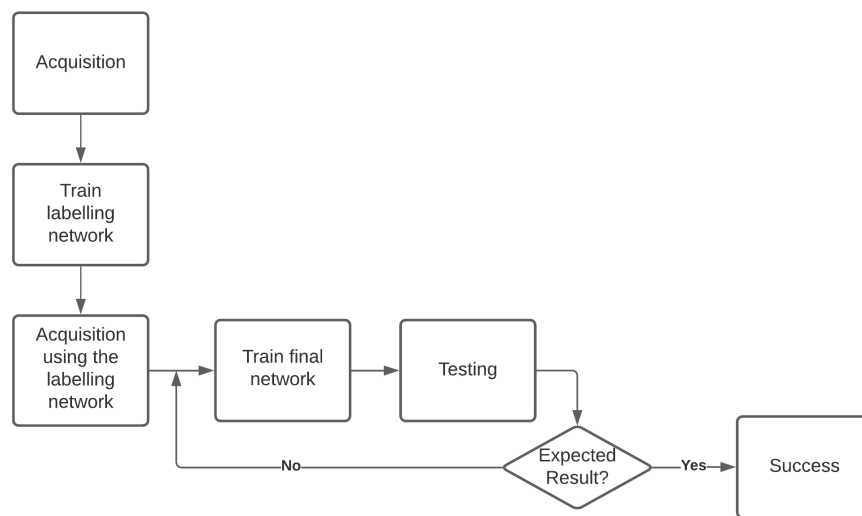 Acquisition
Train
labelling
network
Acquisition
using the
labelling
network
Train final
network
Testing
Expected
Result?
No
Yes
Success